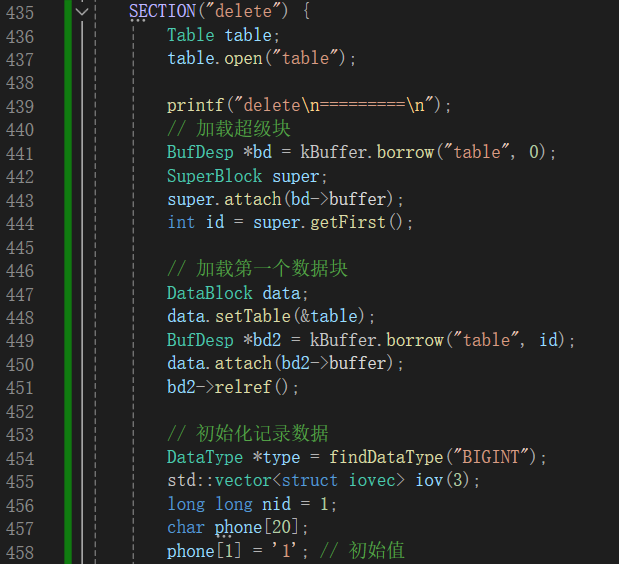 435 SECTION("delete") {
436 Table table;
437 table.open("table");
438
439 printf("delete\n=========\n");
440 // 加载超级块
441 BufDesp *bd = kBuffer.borrow("table", 0);
442 SuperBlock super;
443 super.attach(bd->buffer);
444 int id = super.getFirst();
445
446 // 加载第一个数据块
447 DataBlock data;
448 data.setTable(&table);
449 BufDesp *bd2 = kBuffer.borrow("table", id);
450 data.attach(bd2->buffer);
451 bd2->relref();
452
453 // 初始化记录数据
454 DataType *type = findDataType("BIGINT");
455 std::vector<struct iovec> iov(3);
456 long long nid = 1;
457 char phone[20];
458 phone[1] = '1'; // 初始值